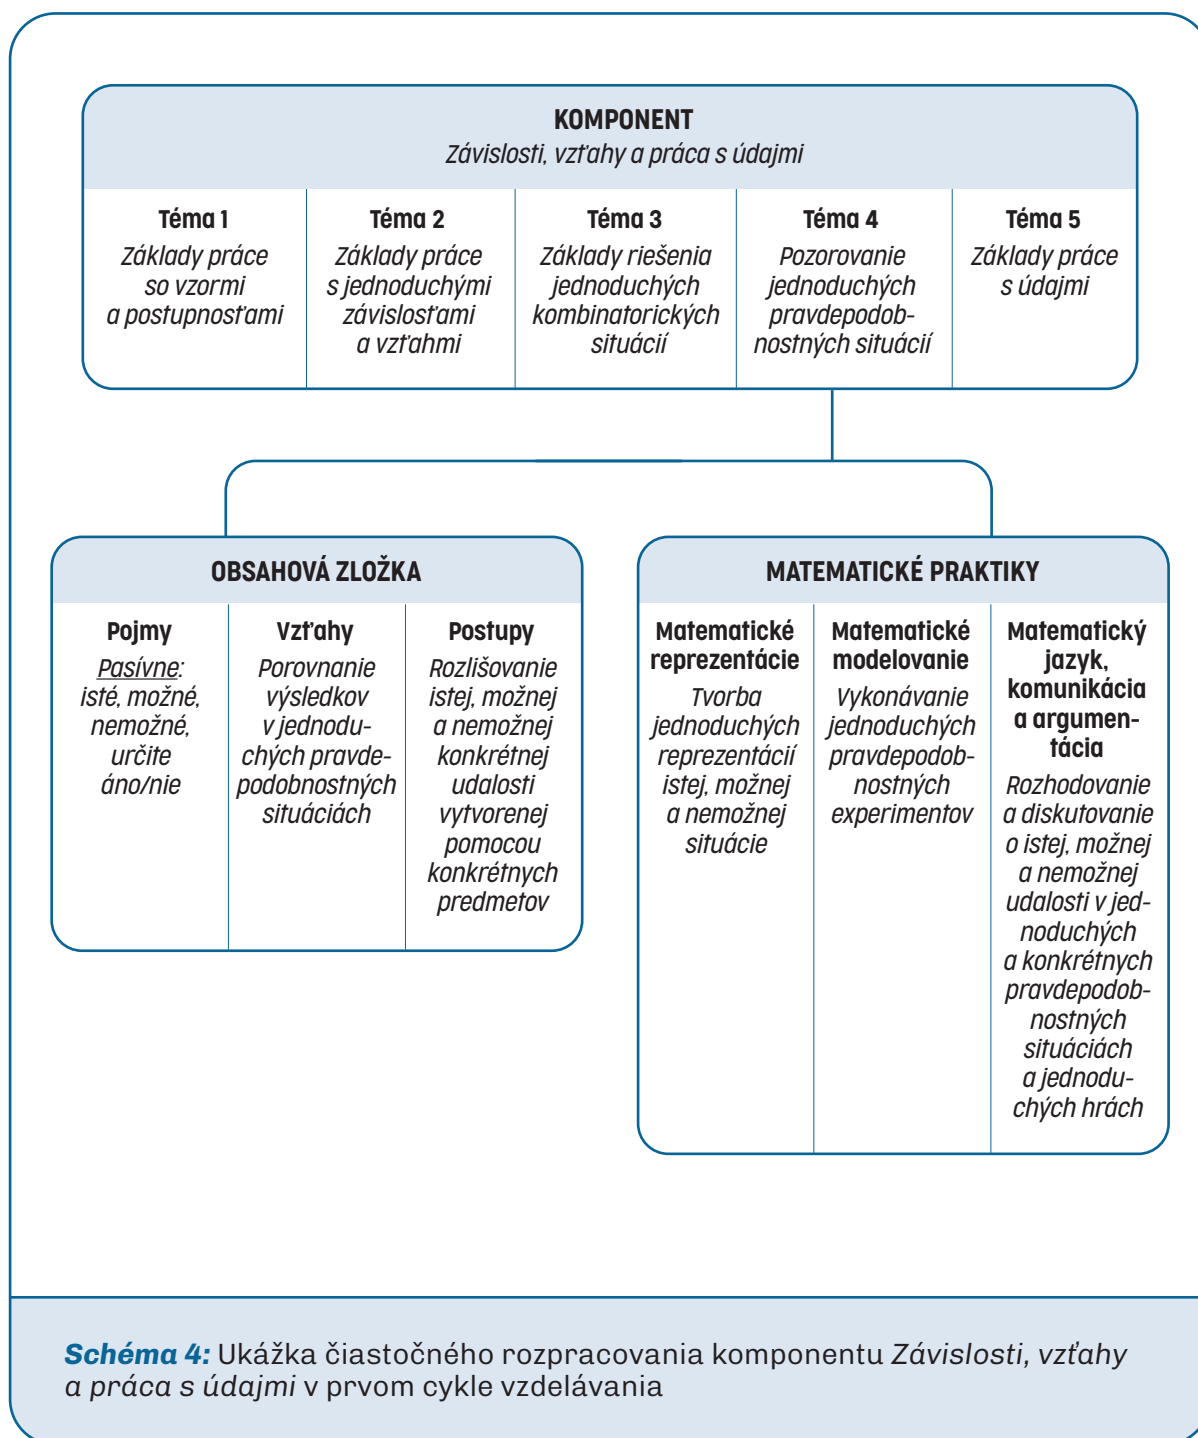 KOMPONENT
Závislosti, vzťahy a práca s údajmi
Téma 1
Základy práce
so vzormi
a postupnosťami
Téma 2
Základy práce
s jednoduchými
závislosťami
a vzťahmi
Téma 3
Základy riešenia
jednoduchých
kombinatorických
situácií
Téma 4
Pozorovanie
jednoduchých
pravdepodob-
nostných situácií
Téma 5
Základy práce
s údajmi
OBSAHOVÁ ZLOŽKA
Pojmy
Pasívne:
isté, možné,
nemožné,
určite
áno/nie
Vzťahy
Porovnanie
výsledkov
v jednodu-
chých pravde-
podobnostných
situáciách
Postupy
Rozlišovanie
istej, možnej
a nemožnej
konkrétnej
udalosti
vytvorenej
pomocou
konkrétnych
predmetov
MATEMATICKÉ PRAKTIKY
Matematické
reprezentácie
Tvorba
jednoduchých
reprezentácií
istej, možnej
a nemožnej
situácie
Matematické
modelovanie
Vykonávanie
jednoduchých
pravdepodob-
nostných
experimentov
Matematický
jazyk,
komunikácia
a argumen-
tácia
Rozhodovanie
a diskutovanie
o istej, možnej
a nemožnej
udalosti v jed-
noduchých
a konkrétnych
pravdepodob-
nostných
situáciách
a jednodu-
chých hrách
Schéma 4: Ukážka čiastočného rozpracovania komponentu Závislosti, vzťahy
a práca s údajmi v prvom cykle vzdelávania